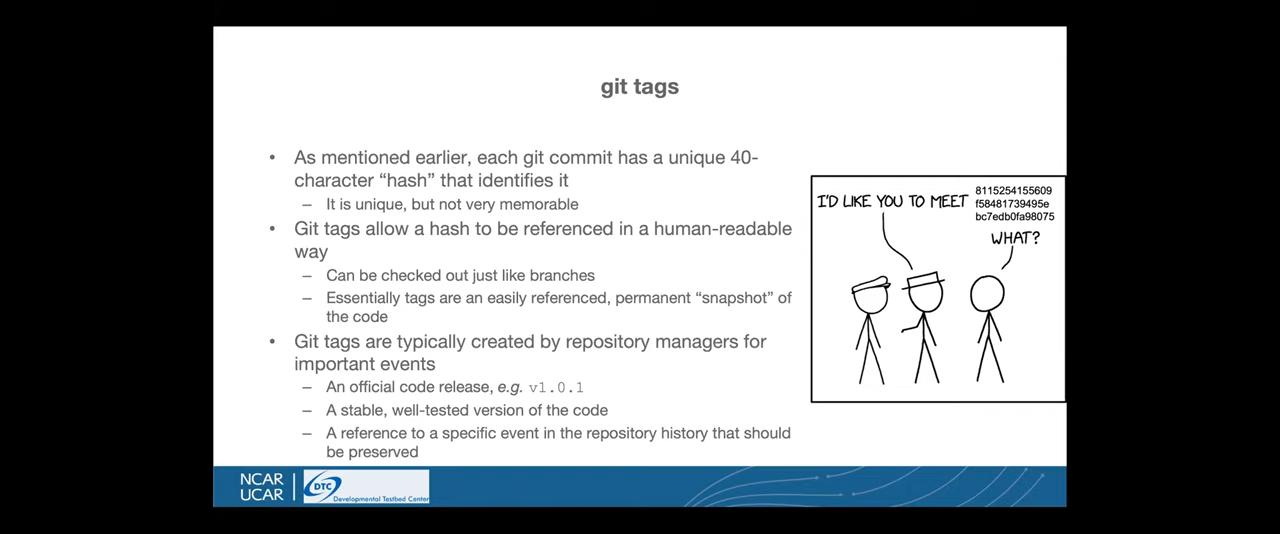 git tags
• As mentioned earlier, each git commit has a unique 40-
character “hash” that identifies it
– It is unique, but not very memorable
• Git tags allow a hash to be referenced in a human-readable
way
– Can be checked out just like branches
– Essentially tags are an easily referenced, permanent “snapshot” of
the code
• Git tags are typically created by repository managers for
important events
– An official code release, e.g. v1.0.1
– A stable, well-tested version of the code
– A reference to a specific event in the repository history that should
be preserved
I'D LIKE YOU TO MEET
8115254155609
f58481739495e
bc7edb0fa98075
WHAT?
NCAR
UCAR
DTC
Developmental Testbed Center